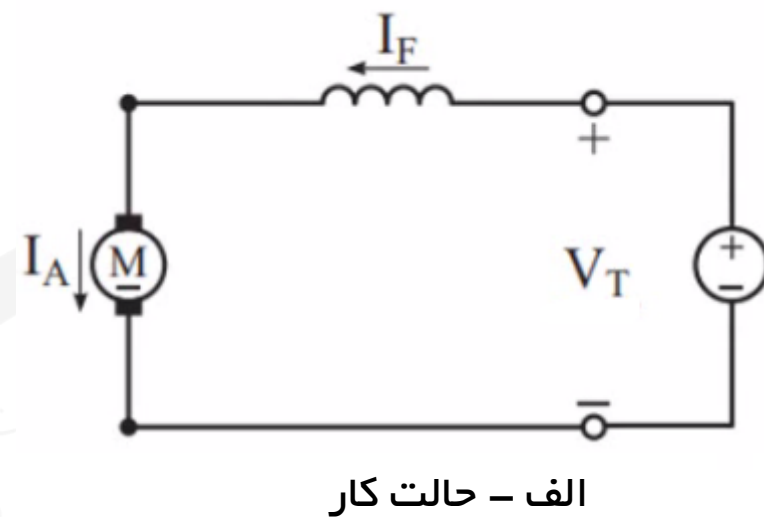 I_F
+
I_A
M
V_T
+
−
−
الف – حالت کار